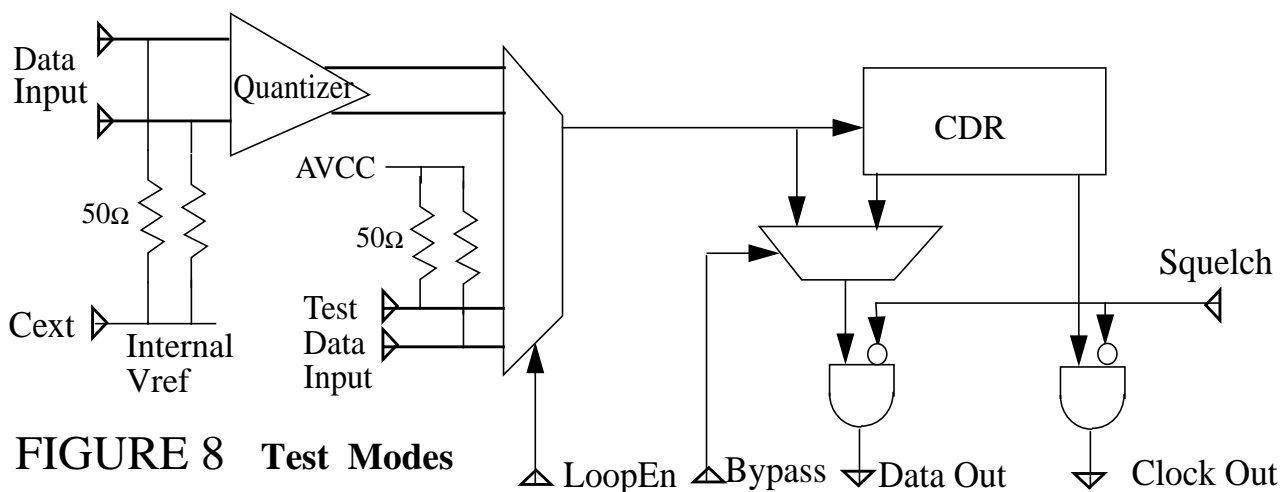 Data
Input
Quantizer
CDR
AVCC
50Ω
50Ω
Squelch
Cext
Internal
Vref
Test
Data
Input
FIGURE 8 Test Modes
LoopEn
Bypass
Data Out
Clock Out